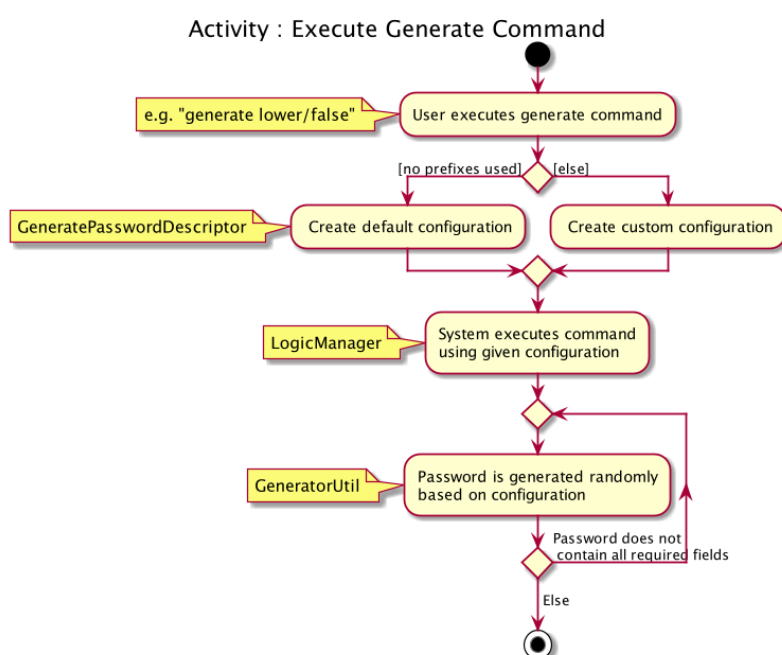 Activity : Execute Generate Command
e.g. "generate lower/false"
User executes generate command
[no prefixes used]
[else]
GeneratePasswordDescriptor
Create default configuration
Create custom configuration
LogicManager
System executes command
using given configuration
GeneratorUtil
Password is generated randomly
based on configuration
Password does not
contain all required fields
Else